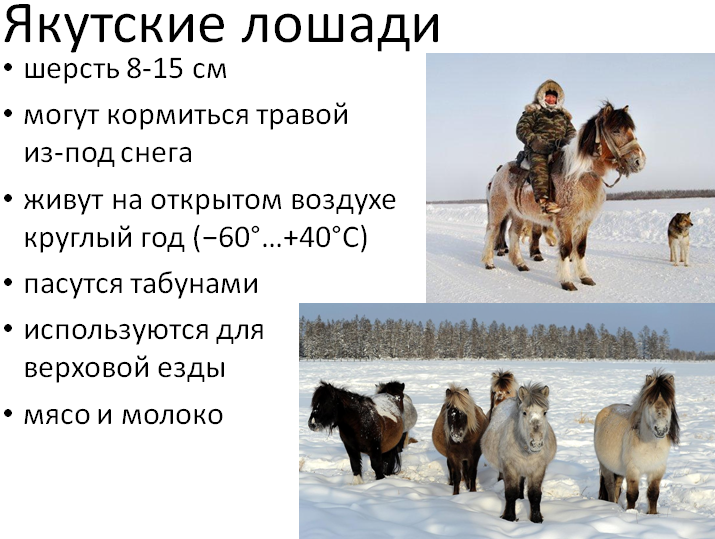 Якутские лошади
• шерсть 8-15 см
• могут кормиться травой
из-под снега
• живут на открытом воздухе
круглый год (−60°…+40°С)
• пасутся табунами
• используются для
верховой езды
• мясо и молоко